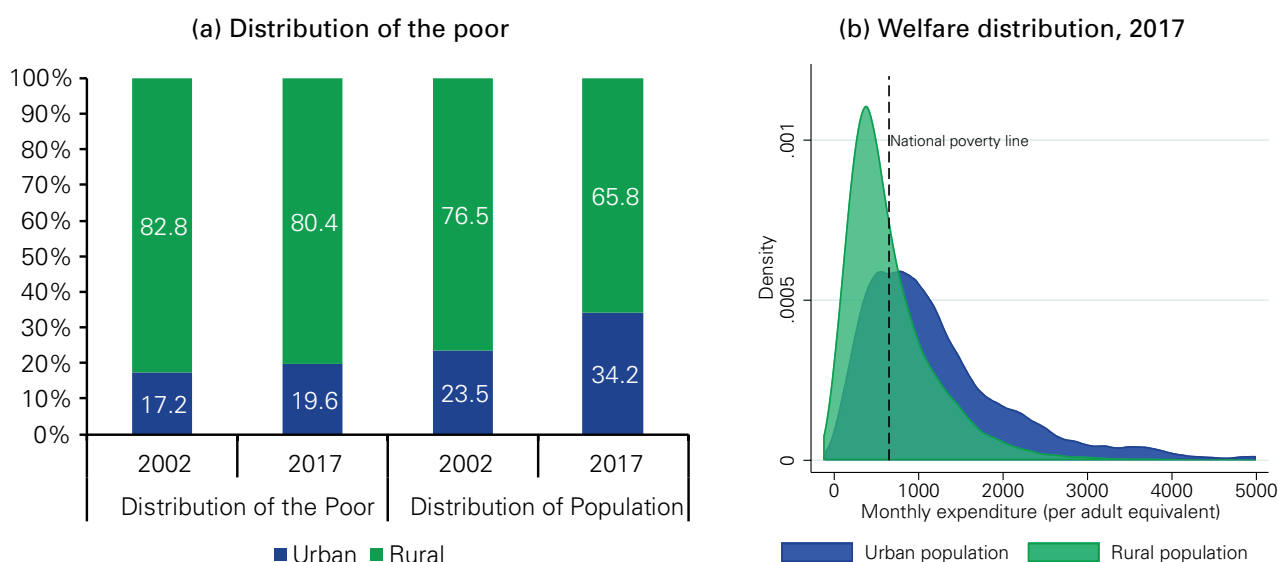 (a) Distribution of the poor
100%
90%
80%
70%
60%
50%
40%
30%
20%
10%
0%
82.8
80.4
76.5
65.8
17.2
19.6
23.5
34.2
2002
2017
2002
2017
Distribution of the Poor
Distribution of Population
Urban
Rural
(b) Welfare distribution, 2017
Density
.001
.0005
0
National poverty line
0
1000
2000
3000
4000
5000
Monthly expenditure (per adult equivalent)
Urban population
Rural population